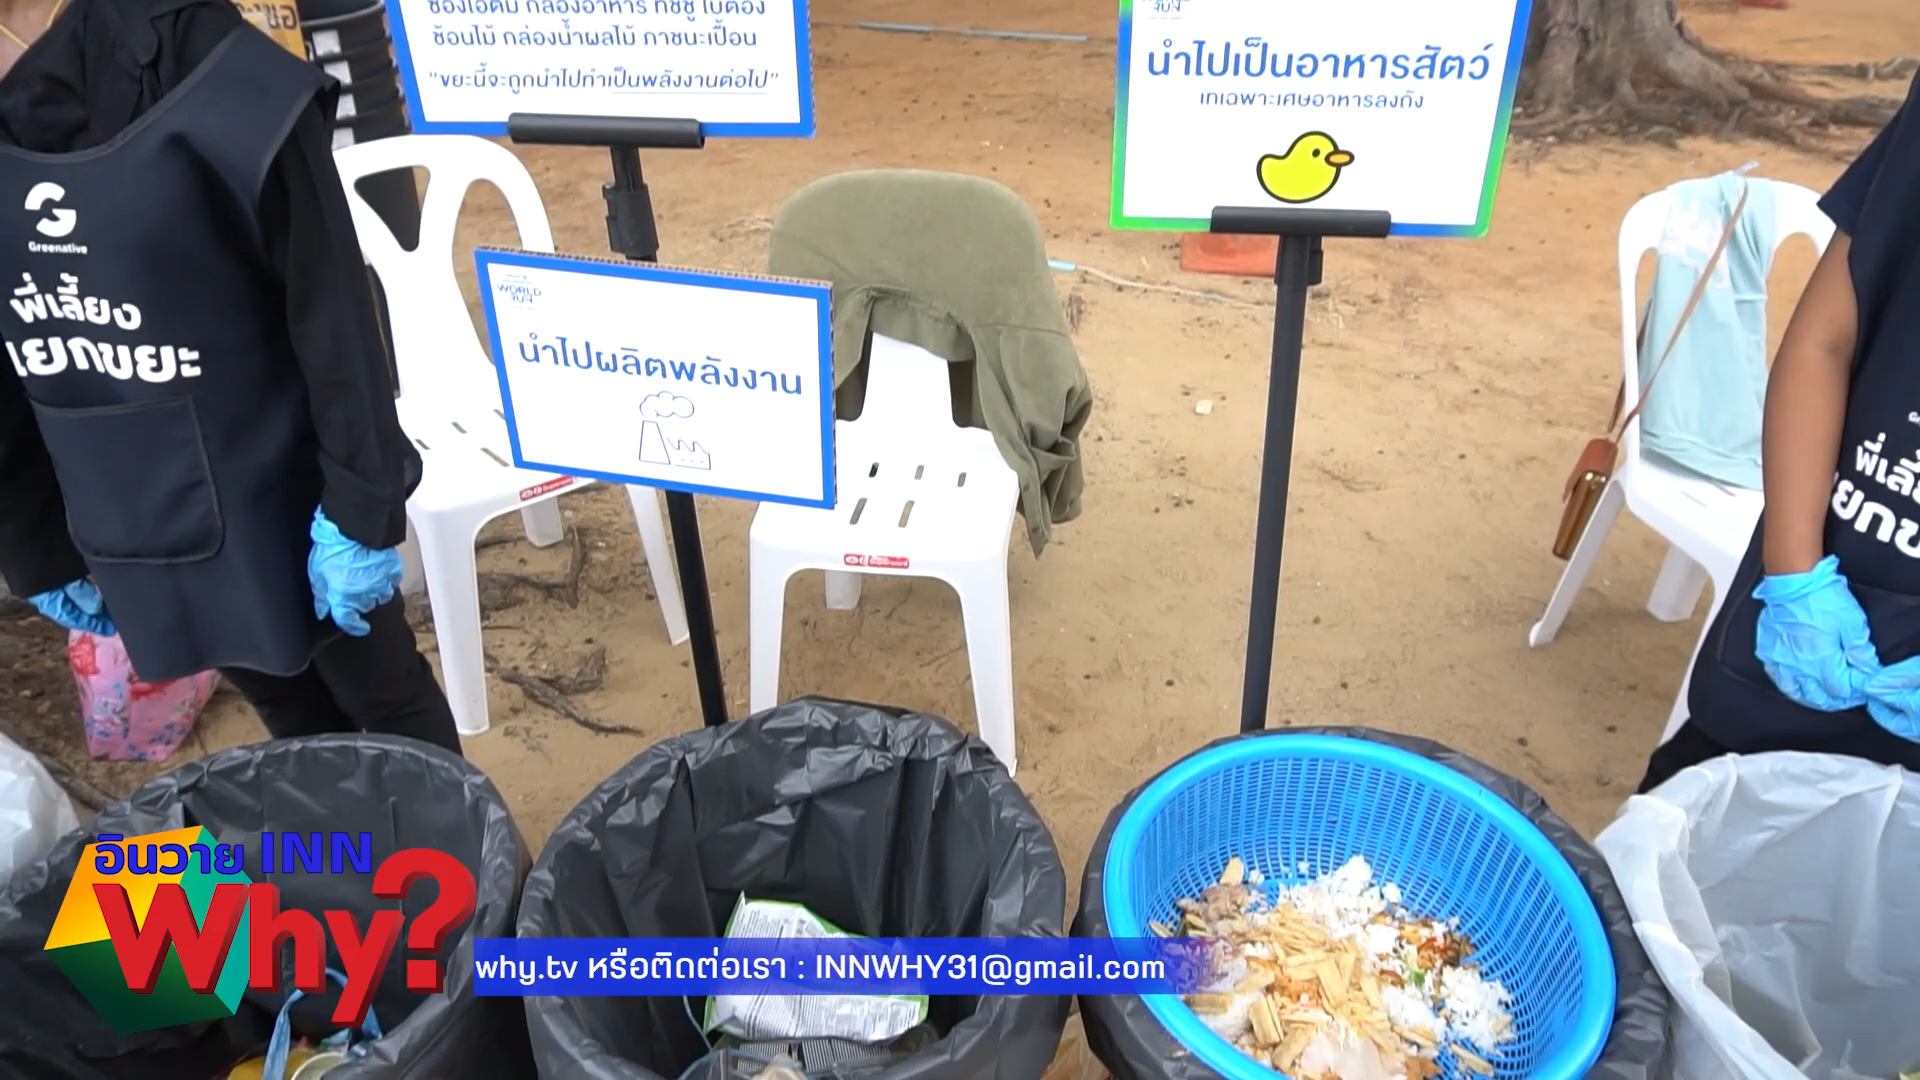 ช้อนไม้ กล่องน้ำผลไม้ ภาชนะเปื้อน
“ขยะนี้จะถูกนำไปทำเป็นพลังงานต่อไป”
นำไปเป็นอาหารสัตว์
เทเฉพาะเศษอาหารลงถัง
Greenative
พี่เลี้ยง
แยกขยะ
WORLD
RUN
นำไปผลิตพลังงาน
อินวาย INN
Why?
why.tv หรือติดต่อเรา : INNWHY31@gmail.com